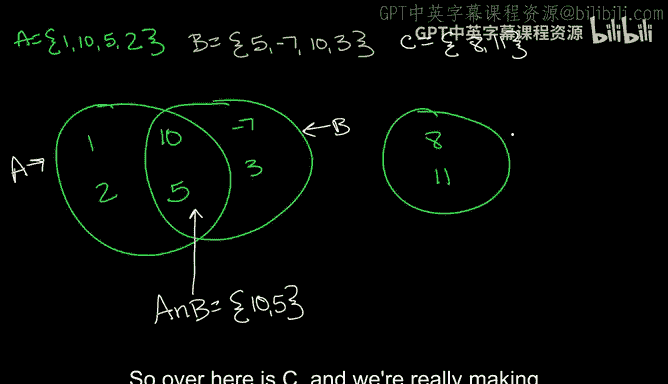 GPT中英字幕课程资源@bilibili
GPT中英字幕课程资源 bilibili
A={1,10,5,2} B={5,-7,10,3} C={8,11}
1 10 -7 8
A→ ←B
2 5 3 11
A∩B={10,5}
So over here is C, and we're really making